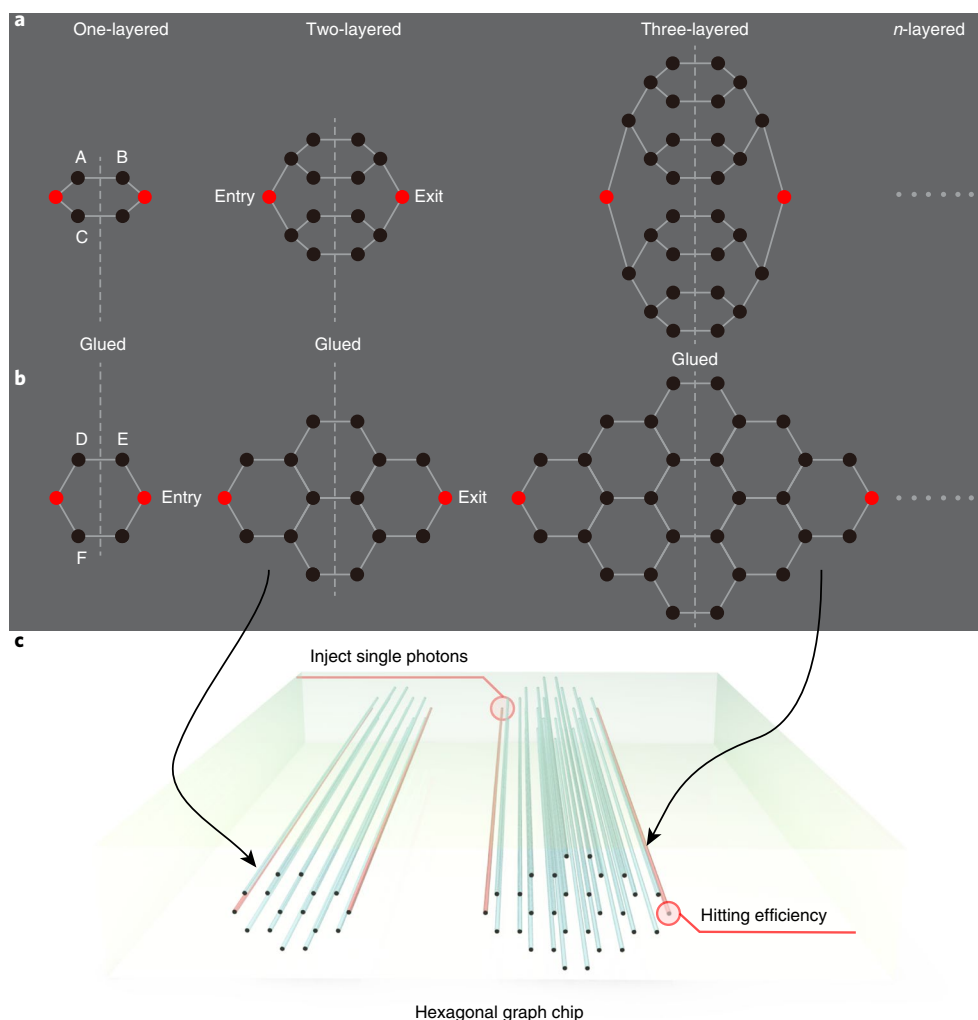 a
One-layered
Two-layered
Three-layered
n-layered
A
B
Entry
Exit
C
Glued
Glued
Glued
b
D
E
Entry
Exit
F
c
Inject single photons
Hitting efficiency
Hexagonal graph chip